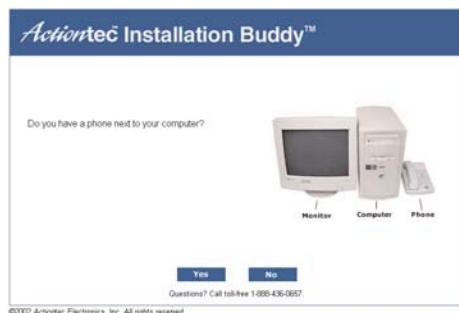 Actiontec Installation Buddy™
Do you have a phone next to your computer?
Monitor Computer Phone
Yes No
Questions? Call toll-free 1-888-436-0657.
©2002 Actiontec Electronics, Inc. All rights reserved.